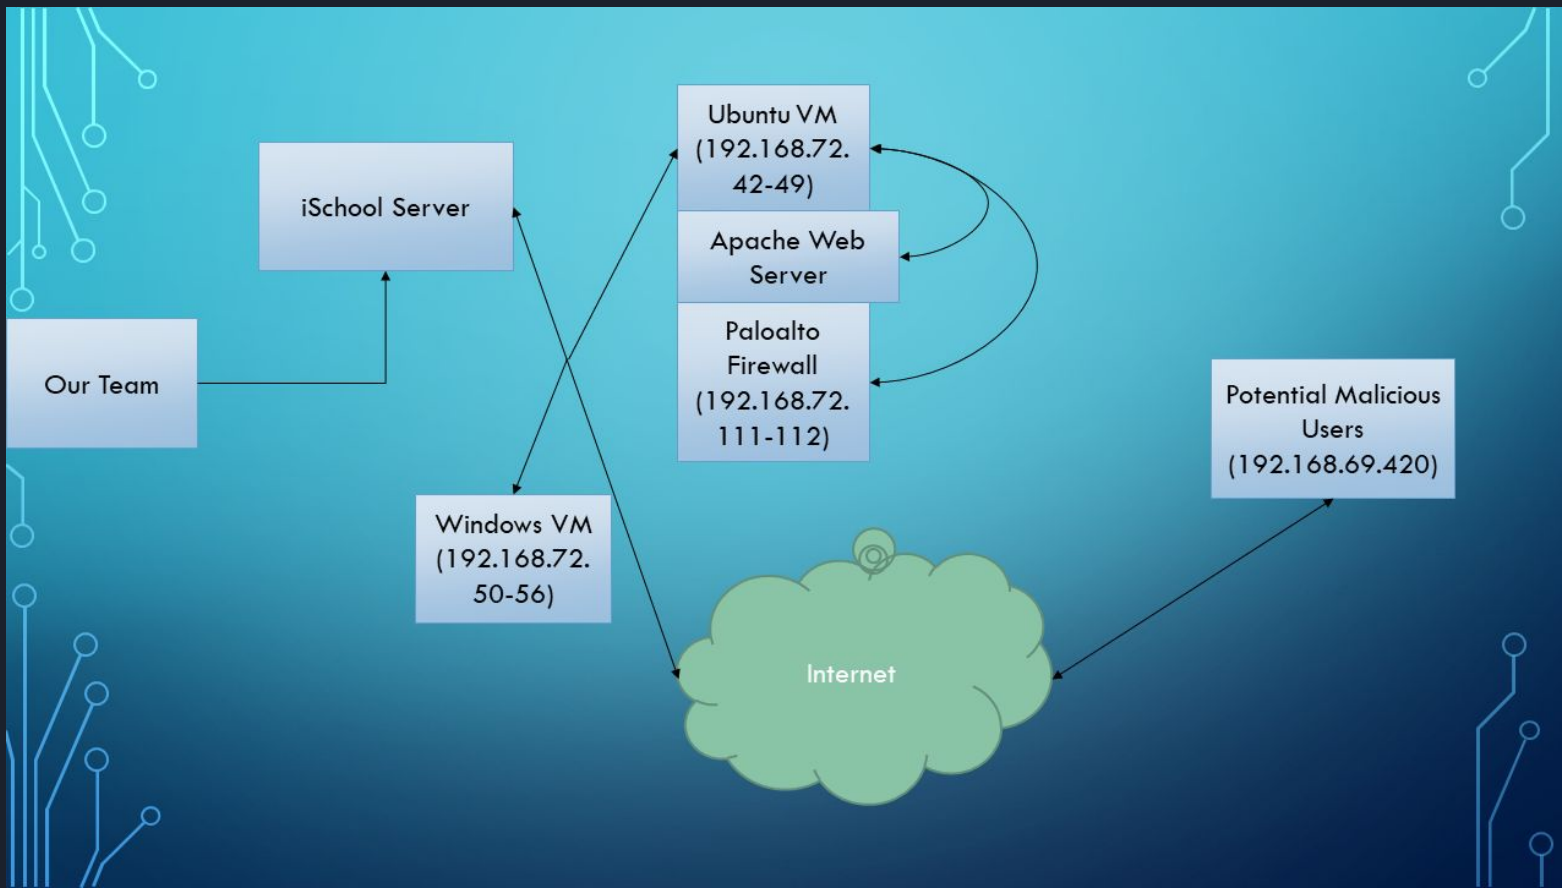 Ubuntu VM
(192.168.72.
42-49)
iSchool Server
Apache Web
Server
Paloalto
Firewall
(192.168.72.
111-112)
Our Team
Potential Malicious
Users
(192.168.69.420)
Windows VM
(192.168.72.
50-56)
Internet